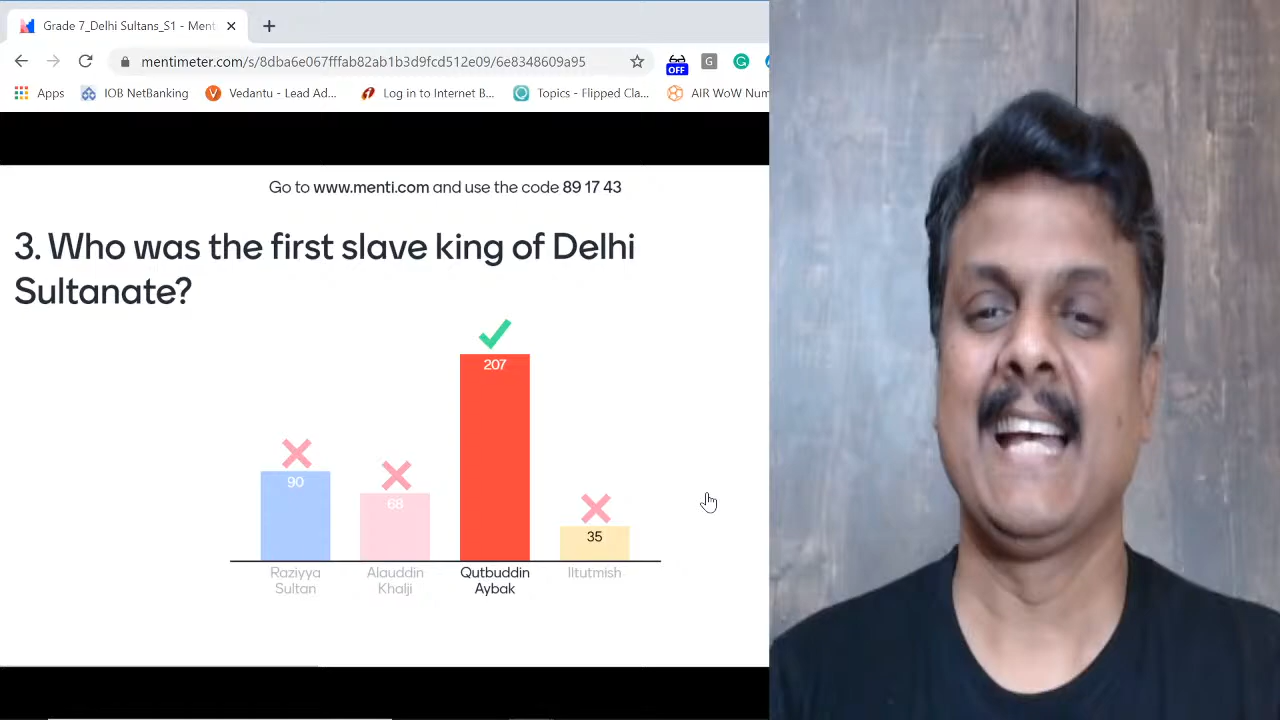 Grade 7_Delhi Sultans_S1 - Ment
mentimeter.com/s/8dba6e067fffab82ab1b3d9fcd512e09/6e8348609a95
OFF
G
Apps
IOB NetBanking
Vedantu - Lead Ad...
Log in to Internet B...
Topics - Flipped Cla...
AIR WoW Num
Go to www.menti.com and use the code 89 17 43
3. Who was the first slave king of Delhi
Sultanate?
90
68
207
35
Raziyya
Sultan
Alauddin
Khalji
Qutbuddin
Aybak
Iltutmish